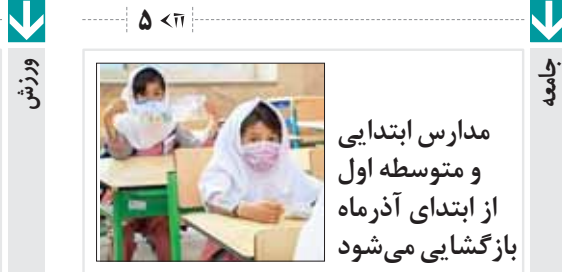 ۵
جامعه
مدارس ابتدایی
و متوسطه اول
از ابتدای آذرماه
بازگشایی می‌شود
ورزش